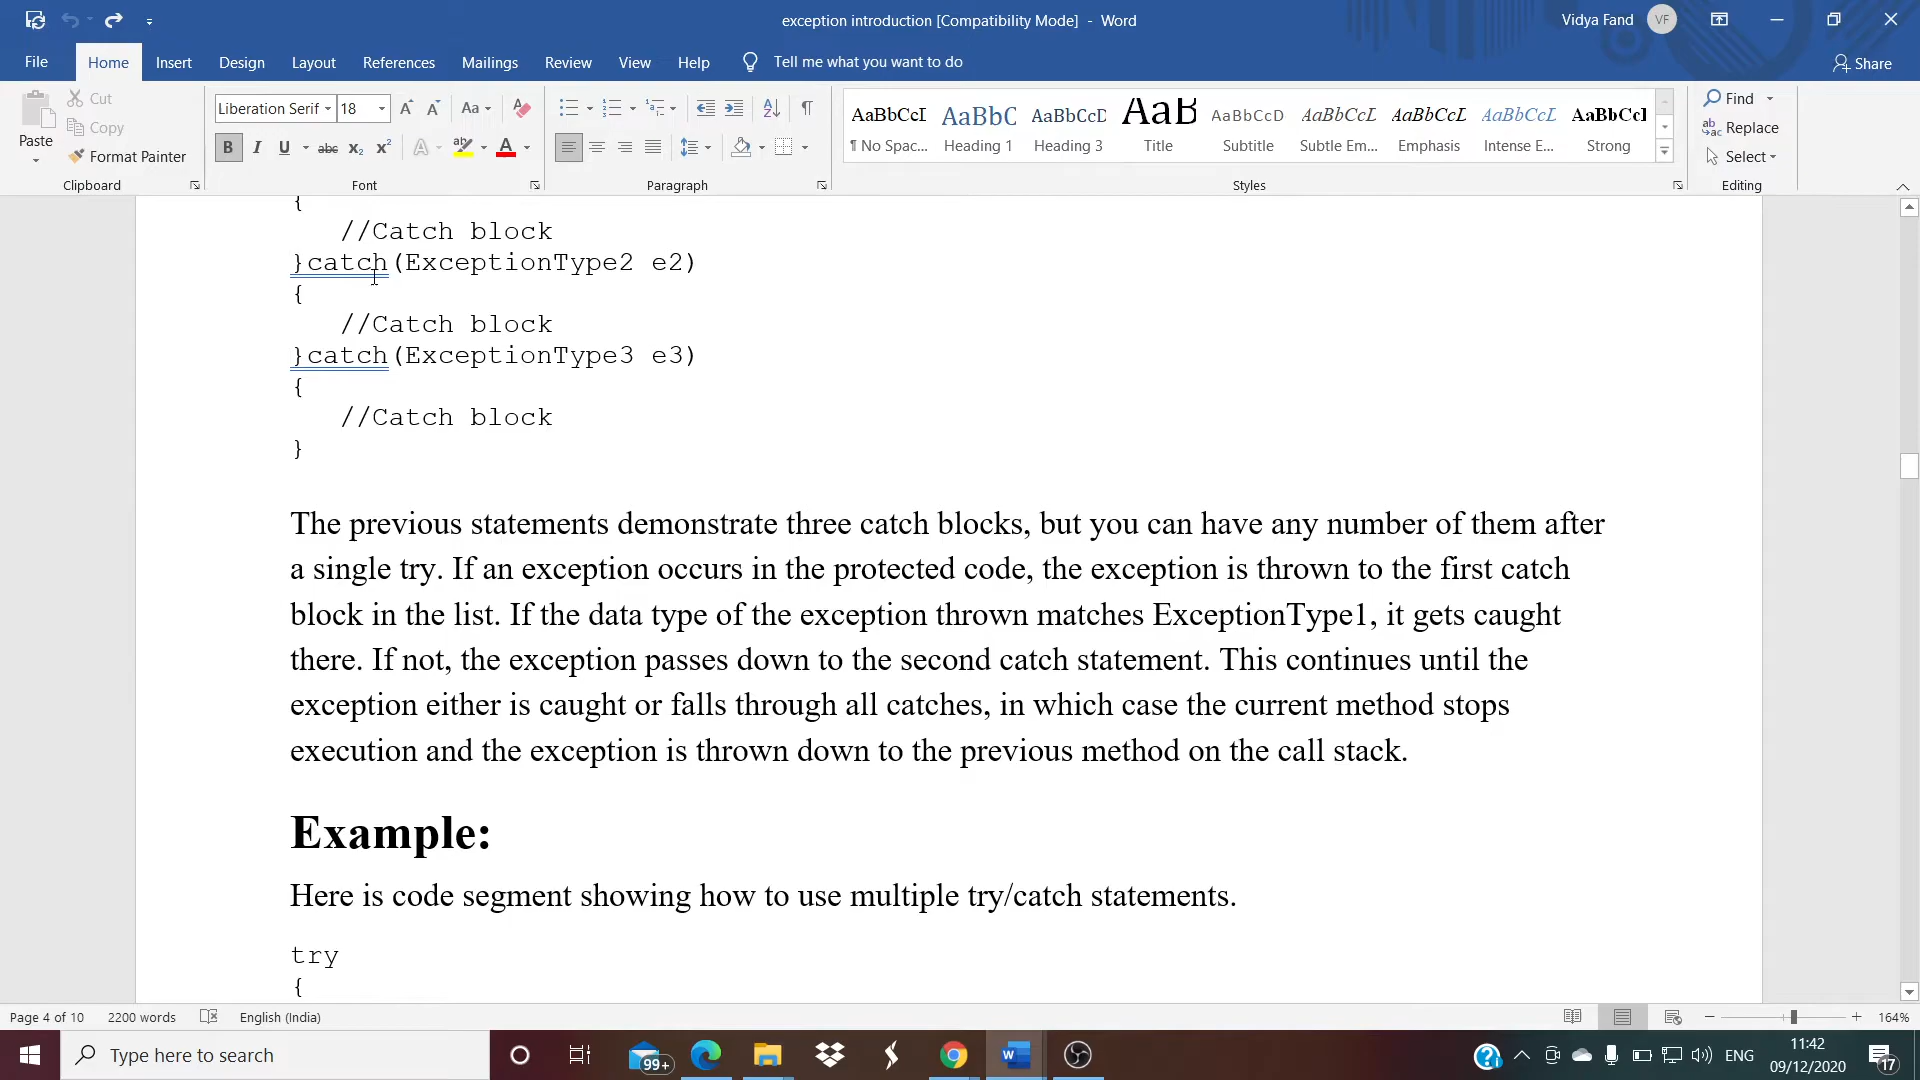 exception introduction [Compatibility Mode] - Word
Vidya Fand
VF
File
Home
Insert
Design
Layout
References
Mailings
Review
View
Help
Tell me what you want to do
Share
Paste
Cut
Copy
Format Painter
Clipboard
Liberation Serif
18
Font
Paragraph
AaBbCcI
AaBbC
AaBbCcD
AaB
AaBbCcD
AaBbCcL
AaBbCcL
AaBbCcL
AaBbCcI
¶ No Spac...
Heading 1
Heading 3
Title
Subtitle
Subtle Em...
Emphasis
Intense E...
Strong
Styles
Find
Replace
Select
Editing
{
//Catch block
}catch(ExceptionType2 e2)
{
//Catch block
}catch(ExceptionType3 e3)
{
//Catch block
}
The previous statements demonstrate three catch blocks, but you can have any number of them after
a single try. If an exception occurs in the protected code, the exception is thrown to the first catch
block in the list. If the data type of the exception thrown matches ExceptionType1, it gets caught
there. If not, the exception passes down to the second catch statement. This continues until the
exception either is caught or falls through all catches, in which case the current method stops
execution and the exception is thrown down to the previous method on the call stack.
Example:
Here is code segment showing how to use multiple try/catch statements.
try
{
Page 4 of 10
2200 words
English (India)
164%
Type here to search
99+
ENG
11:42
09/12/2020
17